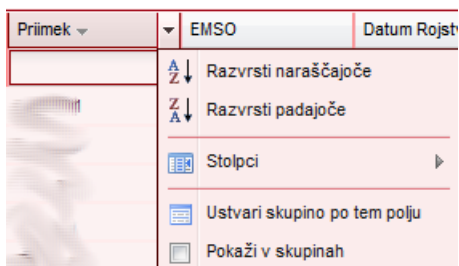 Priimek
EMSO
Datum Rojstv
Razvrsti naraščajoče
Razvrsti padajoče
Stolpci
Ustvari skupino po tem polju
Pokaži v skupinah